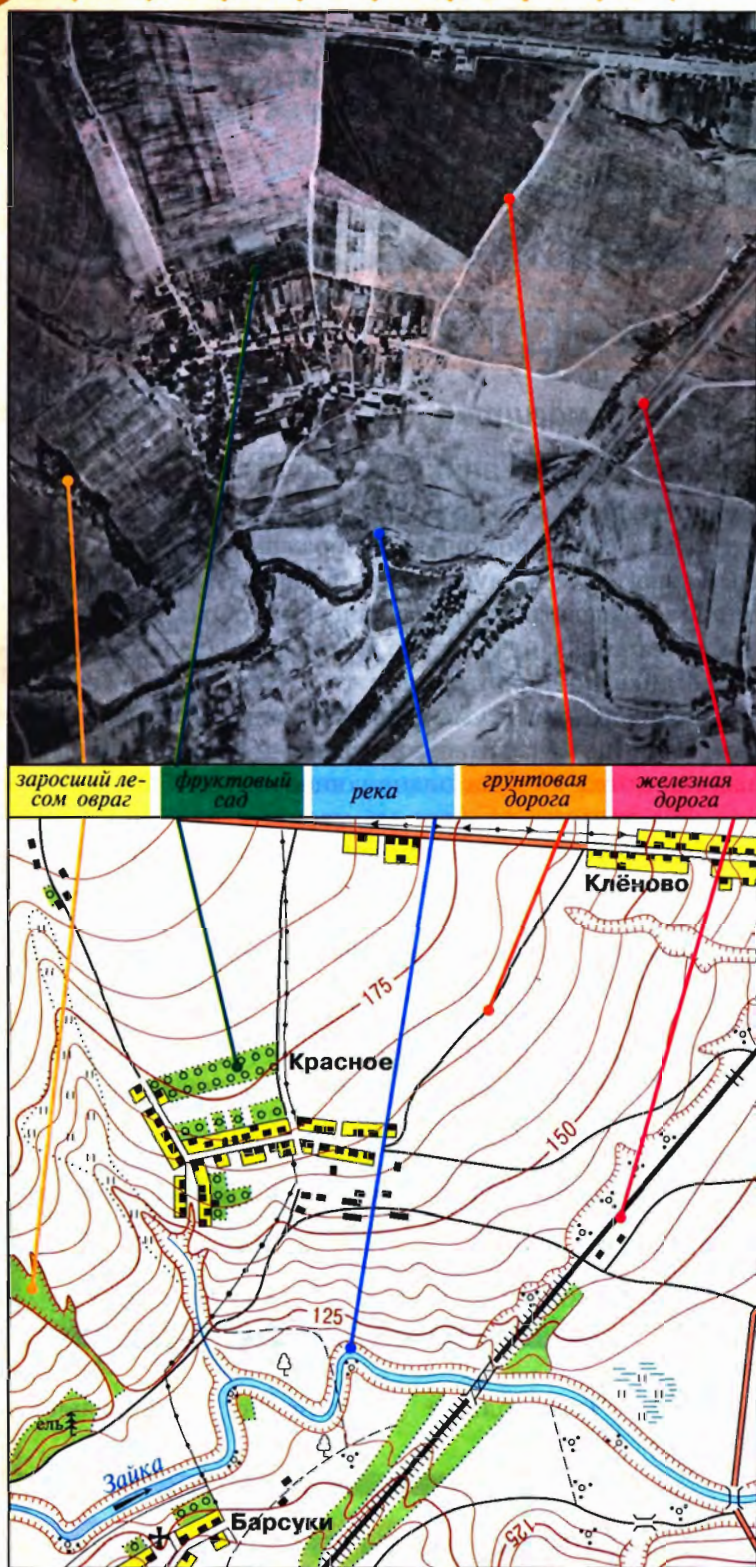 заросший ле-
сом овраг
фруктовый
сад
река
грунтовая
дорога
железная
дорога
Клёново
175
Красное
150
125
ель
Зайка
Барсуки
125